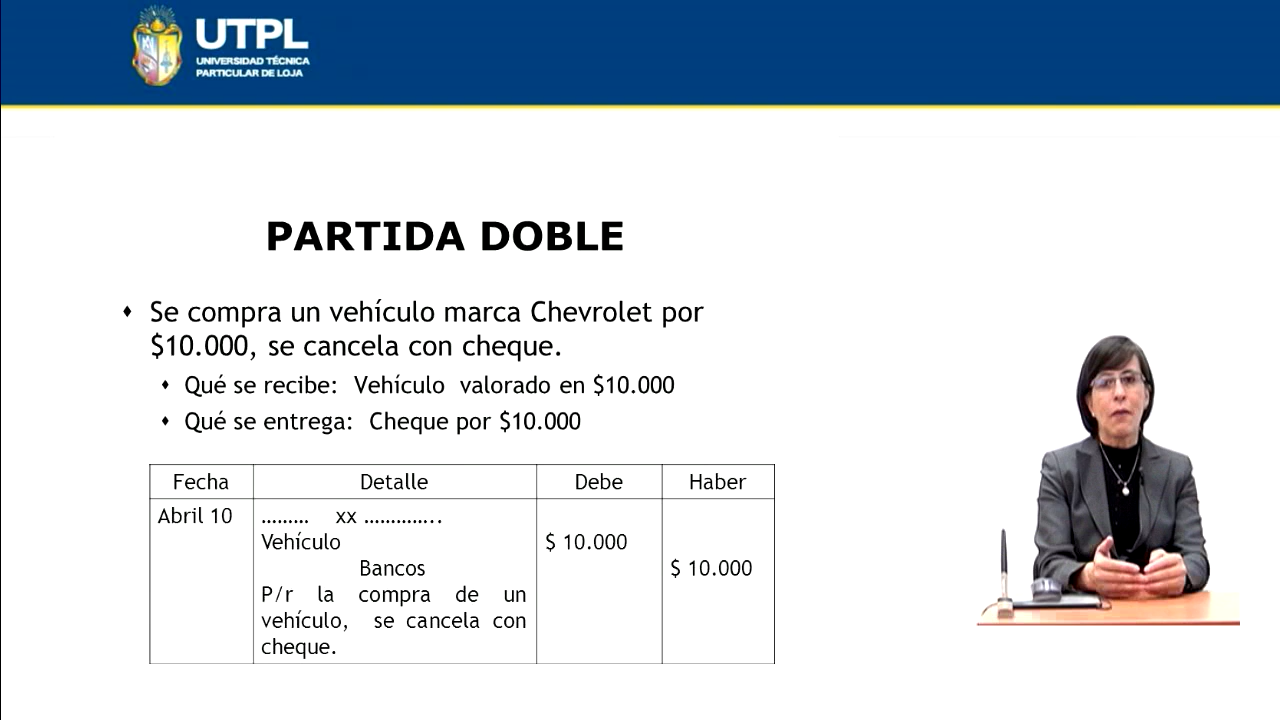 UTPL
UNIVERSIDAD TÉCNICA
PARTICULAR DE LOJA
PARTIDA DOBLE
Se compra un vehículo marca Chevrolet por
$10.000, se cancela con cheque.
Qué se recibe: Vehículo valorado en $10.000
Qué se entrega: Cheque por $10.000
Fecha Detalle Debe Haber
Abril 10 ……… xx …………..
Vehículo $ 10.000
Bancos $ 10.000
P/r la compra de un
vehículo, se cancela con
cheque.